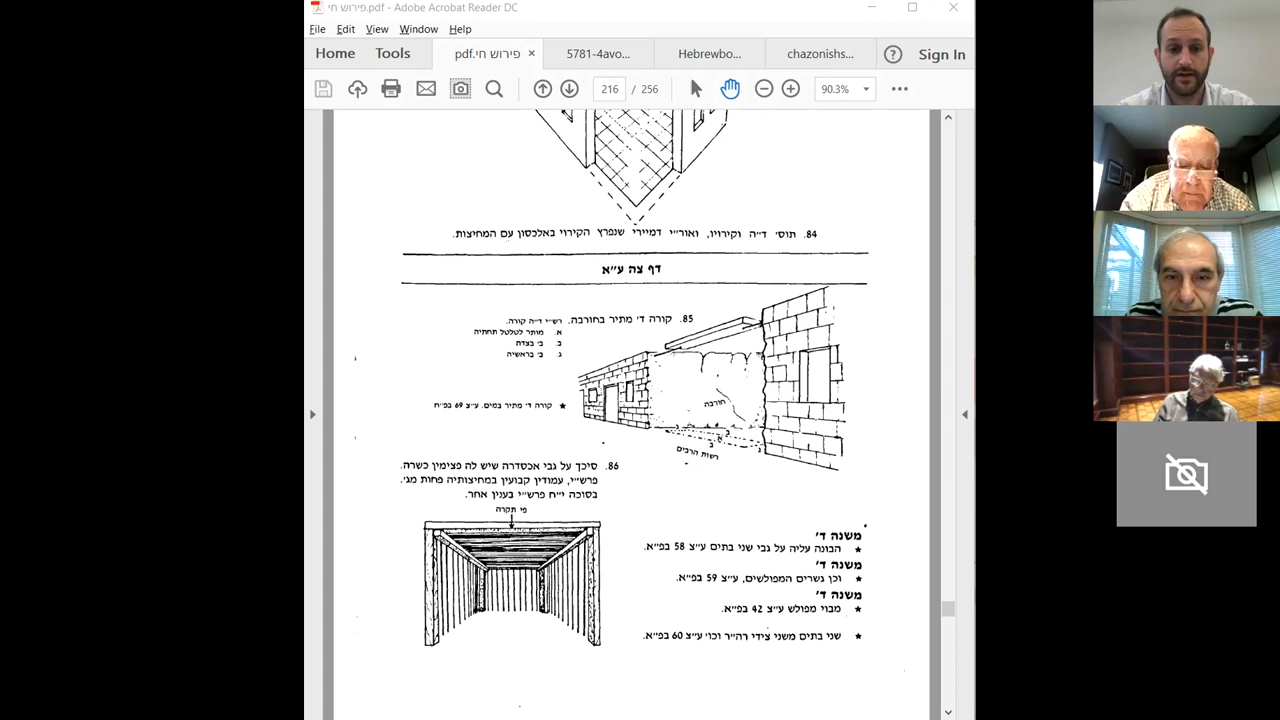 פירוש חי.pdf - Adobe Acrobat Reader DC
File Edit View Window Help
Home Tools פירוש חי.pdf × 5781-4avo... Hebrewbo... chazonishs... Sign In
216 / 256 90.3%
84. תוס' ד״ה וקירויו, ואור״י דמיירי שנפרץ הקירוי באלכסון עם המחיצות.
דף צה ע״א
85. קורה ד' מתיר בחורבה. רש״י ד״ה קורה.
א. מותר לטלטל תחתיה
ב. ב' בצדה
ג. ב' בראשיה
★ קורה ד' מתיר במים. ע״צ 69 בפ״ח
חורבה
א
ב
ב
ג
רשות הרבים
86. סיכך על גבי אכסדרה שיש לה פצימין כשרה.
פרש״י, עמודין קבועין במחיצותיה פחות מג'.
בסוכה י״ח פרש״י בענין אחר.
פי תקרה
משנה ד'
★ הבונה עליה על גבי שני בתים ע״צ 58 בפ״א.
משנה ד'
★ וכן גשרים המפולשים, ע״צ 59 בפ״א.
משנה ד'
★ מבוי מפולש ע״צ 42 בפ״א.
★ שני בתים משני צידי רה״ר וכו' ע״צ 60 בפ״א.